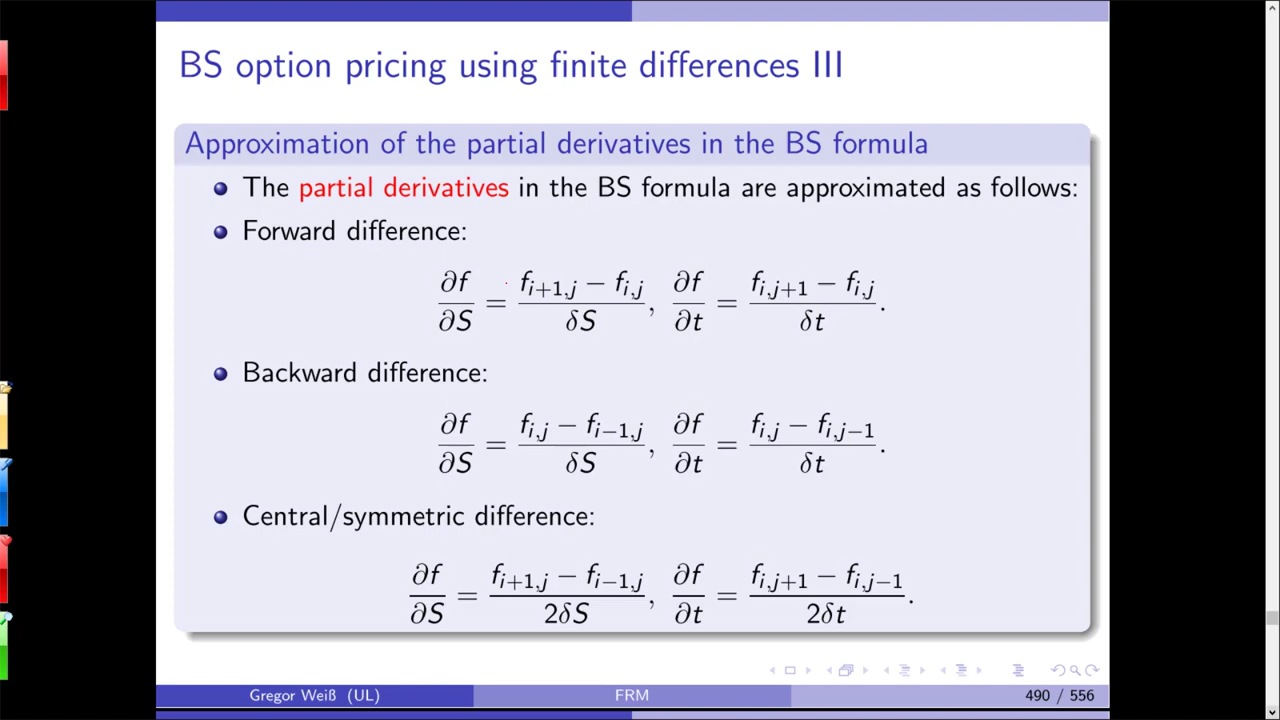 BS option pricing using finite differences III
Approximation of the partial derivatives in the BS formula
The partial derivatives in the BS formula are approximated as follows:
Forward difference:
∂f/∂S = (f_{i+1,j} − f_{i,j})/δS, ∂f/∂t = (f_{i,j+1} − f_{i,j})/δt.
Backward difference:
∂f/∂S = (f_{i,j} − f_{i−1,j})/δS, ∂f/∂t = (f_{i,j} − f_{i,j−1})/δt.
Central/symmetric difference:
∂f/∂S = (f_{i+1,j} − f_{i−1,j})/2δS, ∂f/∂t = (f_{i,j+1} − f_{i,j−1})/2δt.
Gregor Weiß (UL) FRM 490 / 556